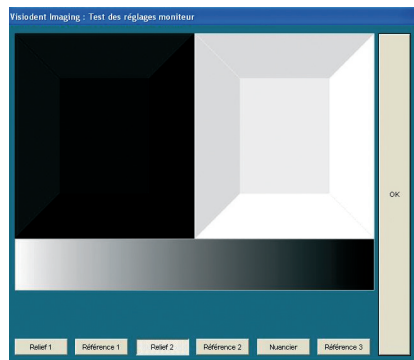 Visiodent Imaging : Test des réglages moniteur
OK
Relief 1
Référence 1
Relief 2
Référence 2
Nuancier
Référence 3